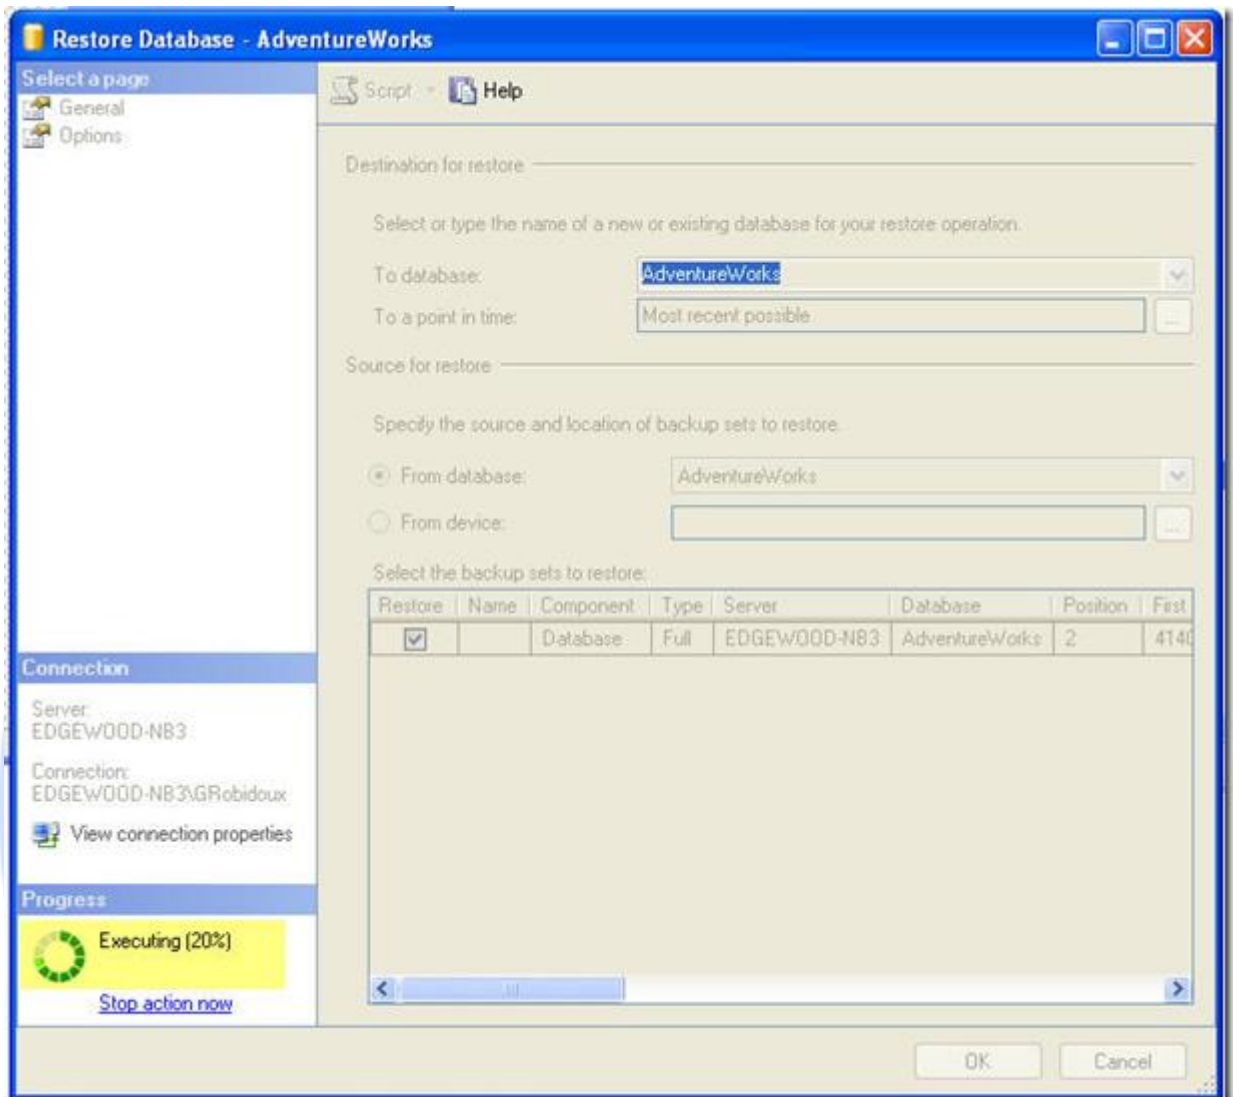 Restore Database - AdventureWorks
Select a page
General
Options
Script
Help
Destination for restore
Select or type the name of a new or existing database for your restore operation.
To database:
AdventureWorks
To a point in time:
Most recent possible
...
Source for restore
Specify the source and location of backup sets to restore.
From database:
AdventureWorks
From device:
...
Select the backup sets to restore:
Restore Name Component Type Server Database Position First
Database Full EDGEWOOD-NB3 AdventureWorks 2 4140
Connection
Server:
EDGEWOOD-NB3
Connection:
EDGEWOOD-NB3\GRobidoux
View connection properties
Progress
Executing (20%)
Stop action now
OK
Cancel